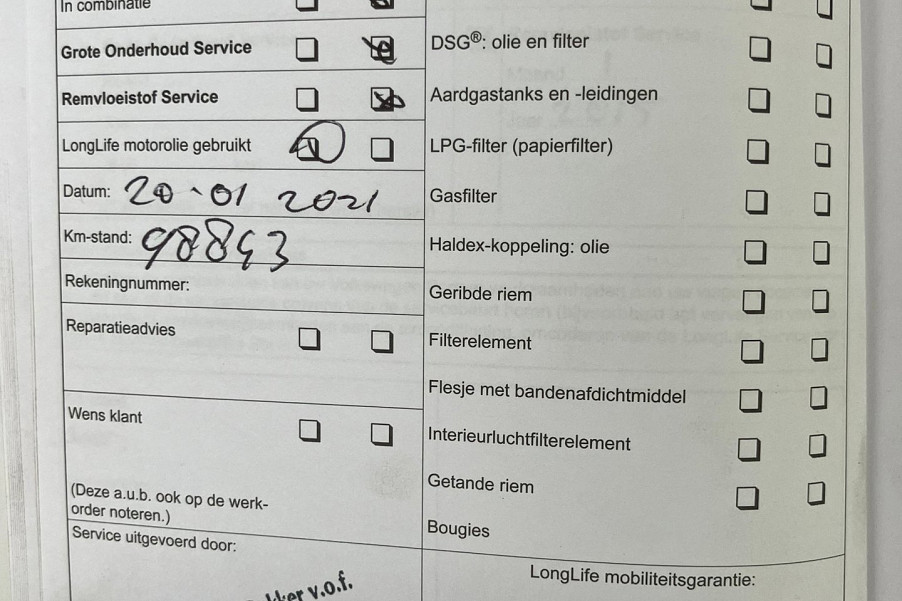 In combinatie
Grote Onderhoud Service
Remvloeistof Service
LongLife motorolie gebruikt
Datum: 20-01 2021
Km-stand: 98893
Rekeningnummer:
Reparatieadvies
Wens klant
(Deze a.u.b. ook op de werk-
order noteren.)
Service uitgevoerd door:
v.o.f.
DSG®: olie en filter
Aardgastanks en -leidingen
LPG-filter (papierfilter)
Gasfilter
Haldex-koppeling: olie
Geribde riem
Filterelement
Flesje met bandenafdichtmiddel
Interieurluchtfilterelement
Getande riem
Bougies
LongLife mobiliteitsgarantie: